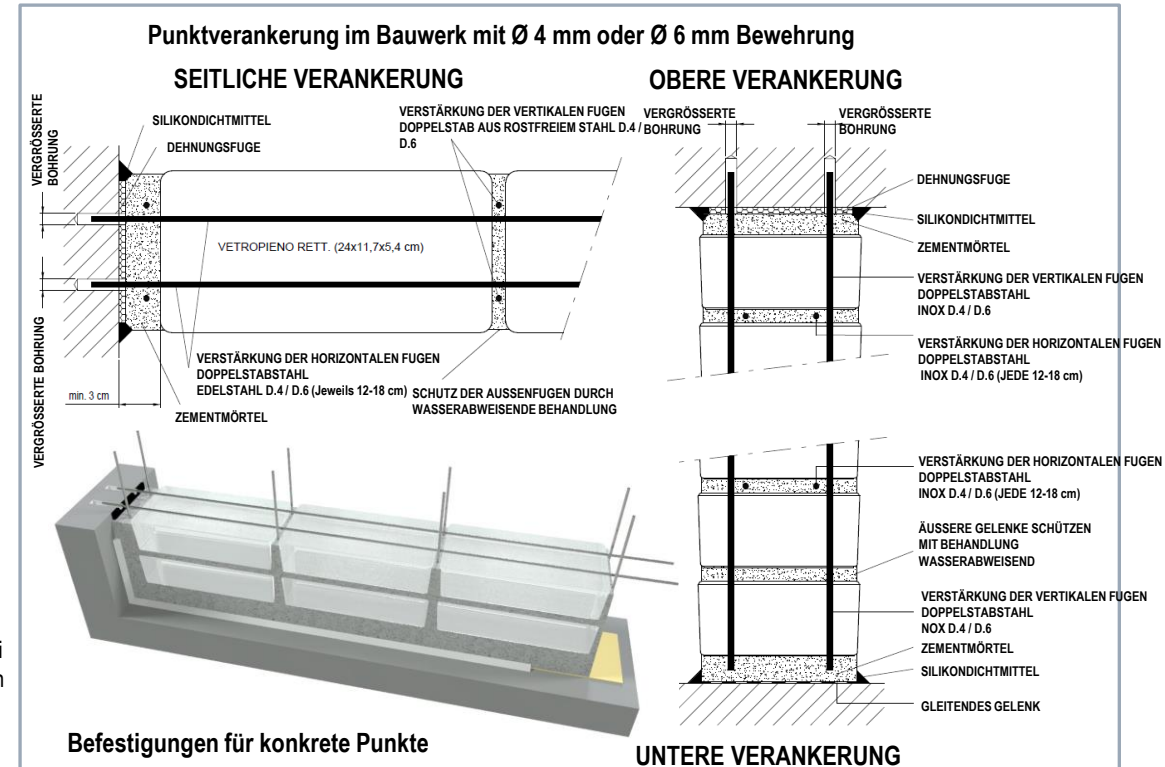 Punktverankerung im Bauwerk mit Ø 4 mm oder Ø 6 mm Bewehrung
SEITLICHE VERANKERUNG
VERGRÖSSERTE
BOHRUNG
SILIKONDICHTMITTEL
DEHNUNGSFUGE
VERSTÄRKUNG DER VERTIKALEN FUGEN
DOPPELSTAB AUS ROSTFREIEM STAHL D.4 /
D.6
VETROPIENO RETT. (24x11,7x5,4 cm)
VERGRÖSSERTE BOHRUNG
min. 3 cm
VERSTÄRKUNG DER HORIZONTALEN FUGEN
DOPPELSTABSTAHL
EDELSTAHL D.4 / D.6 (Jeweils 12-18 cm)
ZEMENTMÖRTEL
SCHUTZ DER AUSSENFUGEN DURCH
WASSERABWEISENDE BEHANDLUNG
OBERE VERANKERUNG
VERGRÖSSERTE
BOHRUNG
VERGRÖSSERTE
BOHRUNG
DEHNUNGSFUGE
SILIKONDICHTMITTEL
ZEMENTMÖRTEL
VERSTÄRKUNG DER VERTIKALEN FUGEN
DOPPELSTABSTAHL
INOX D.4 / D.6
VERSTÄRKUNG DER HORIZONTALEN FUGEN
DOPPELSTABSTAHL
INOX D.4 / D.6 (JEDE 12-18 cm)
VERSTÄRKUNG DER HORIZONTALEN FUGEN
DOPPELSTABSTAHL
INOX D.4 / D.6 (JEDE 12-18 cm)
ÄUSSERE GELENKE SCHÜTZEN
MIT BEHANDLUNG
WASSERABWEISEND
VERSTÄRKUNG DER VERTIKALEN FUGEN
DOPPELSTABSTAHL
NOX D.4 / D.6
ZEMENTMÖRTEL
SILIKONDICHTMITTEL
GLEITENDES GELENK
Befestigungen für konkrete Punkte
UNTERE VERANKERUNG